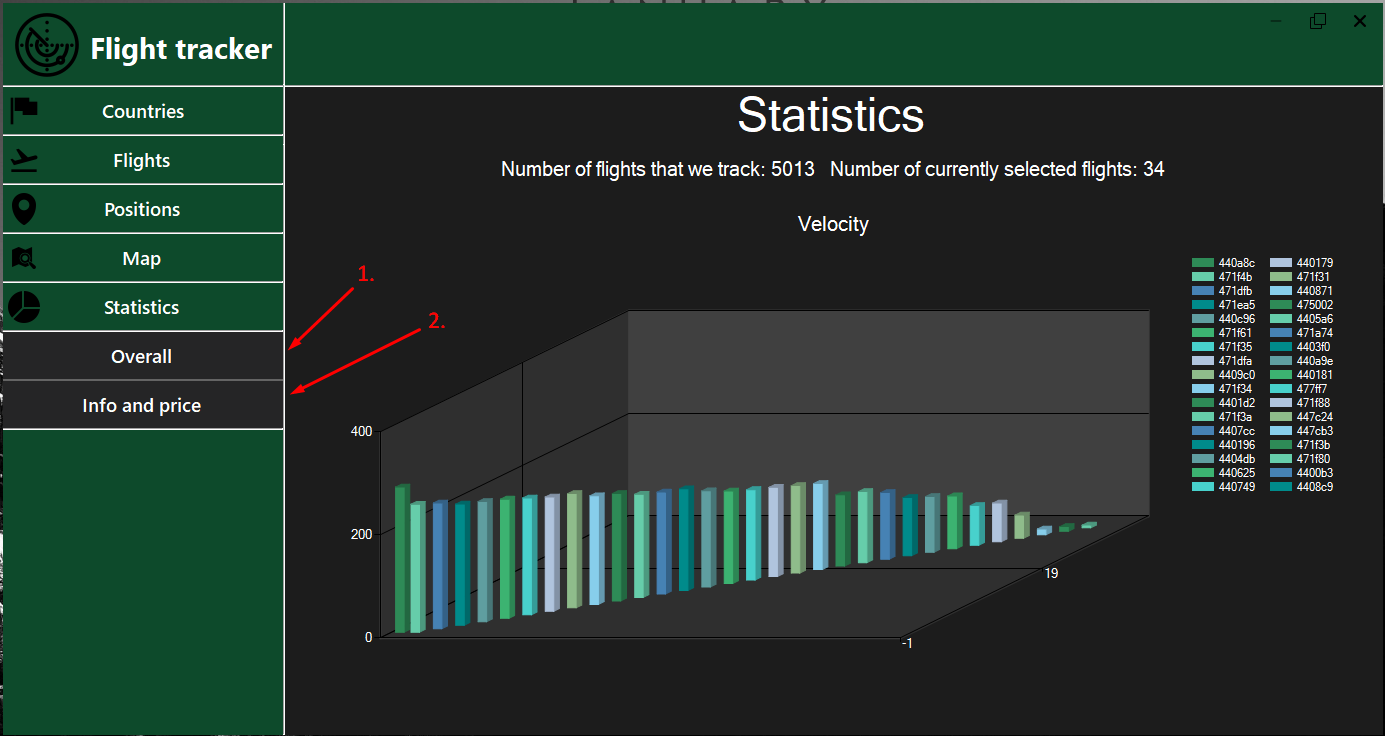 Flight tracker
Countries
Flights
Positions
Map
Statistics
Overall
Info and price
Statistics
Number of flights that we track: 5013   Number of currently selected flights: 34
Velocity
1.
2.
400
200
0
19
-1
440a8c 440179
471f4b 471f31
471dfb 440871
471ea5 475002
440c96 4405a6
471f61 471a74
471f35 4403f0
471dfa 440a9e
4409c0 440181
471f34 477ff7
4401d2 471f88
471f3a 447c24
4407cc 447cb3
440196 471f3b
4404db 471f80
440625 4400b3
440749 4408c9